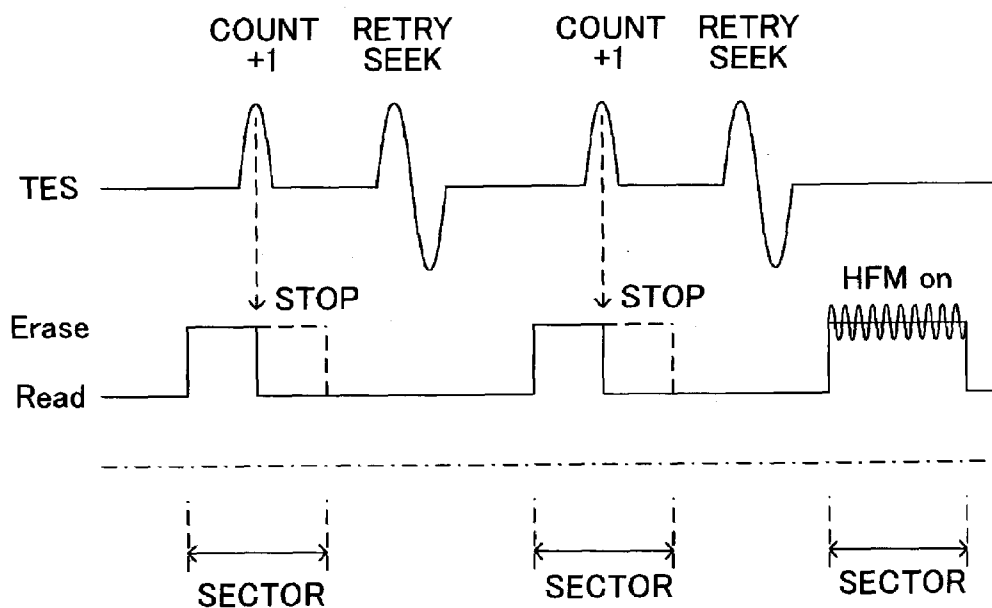 COUNT
+1
RETRY
SEEK
COUNT
+1
RETRY
SEEK
TES
STOP
STOP
HFM on
Erase
Read
SECTOR
SECTOR
SECTOR